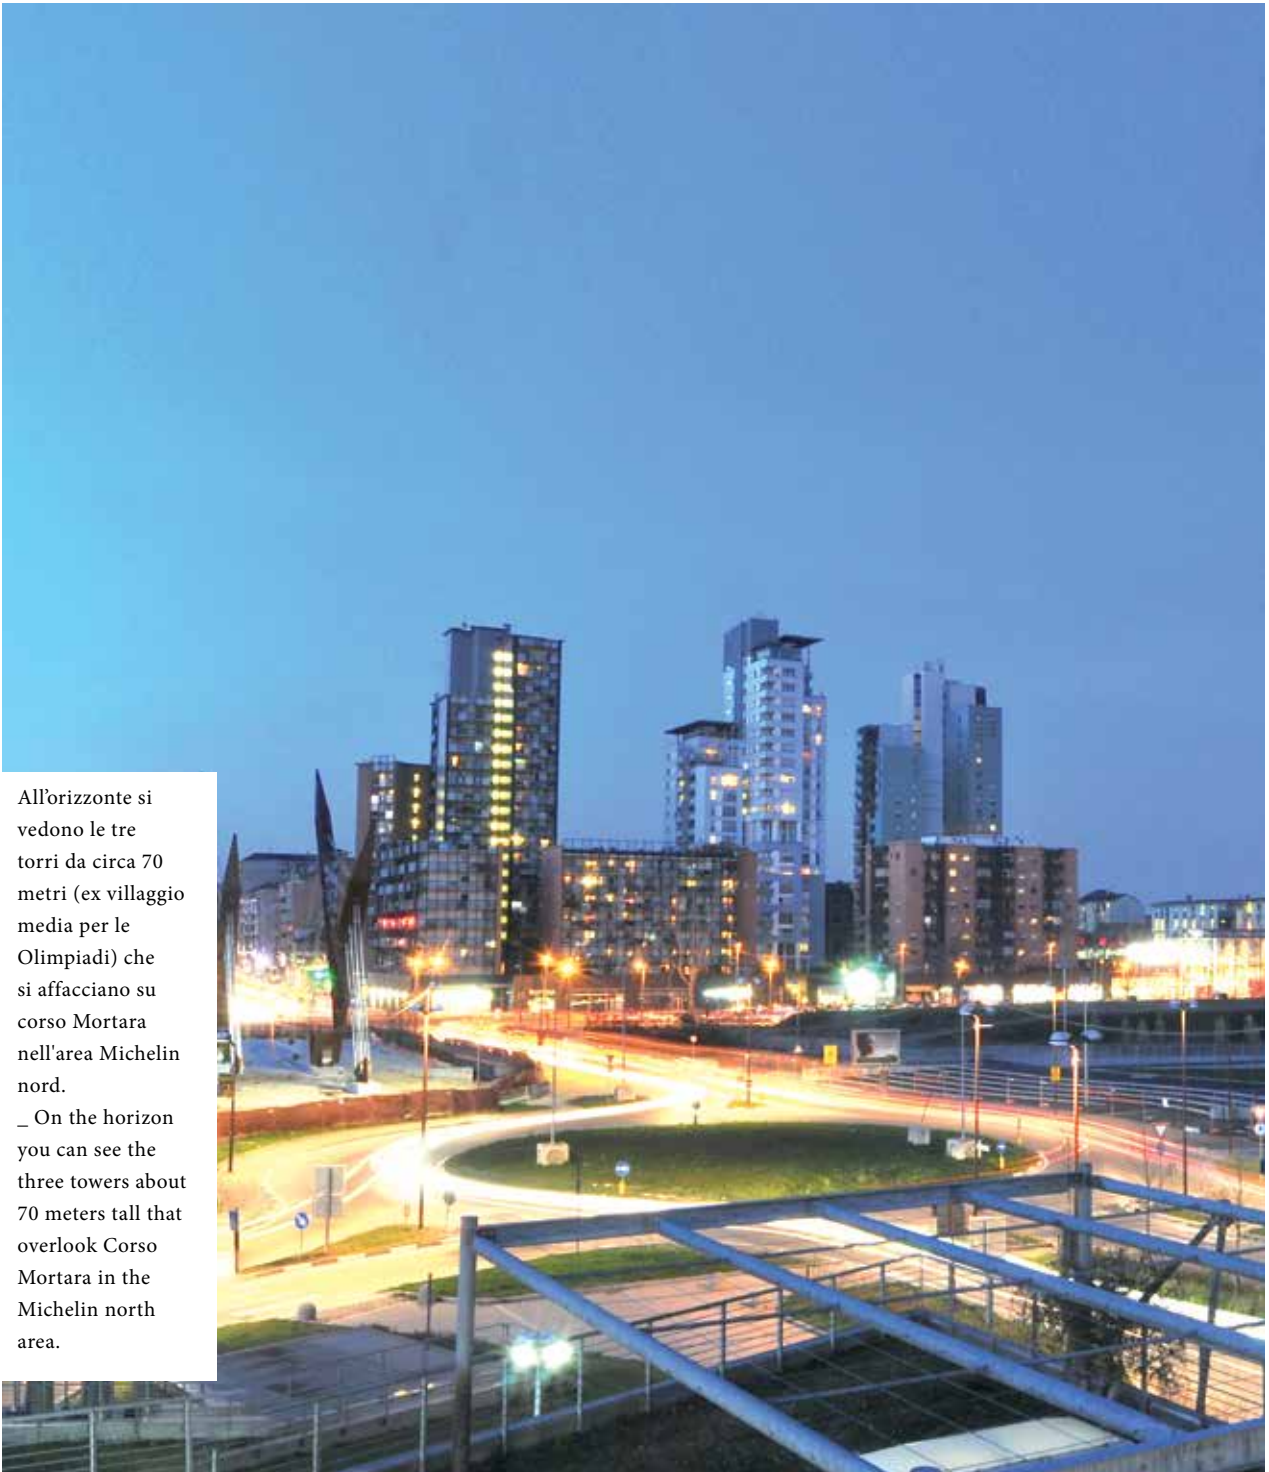 All'orizzonte si
vedono le tre
torri da circa 70
metri (ex villaggio
media per le
Olimpiadi) che
si affacciano su
corso Mortara
nell'area Michelin
nord.
_ On the horizon
you can see the
three towers about
70 meters tall that
overlook Corso
Mortara in the
Michelin north
area.